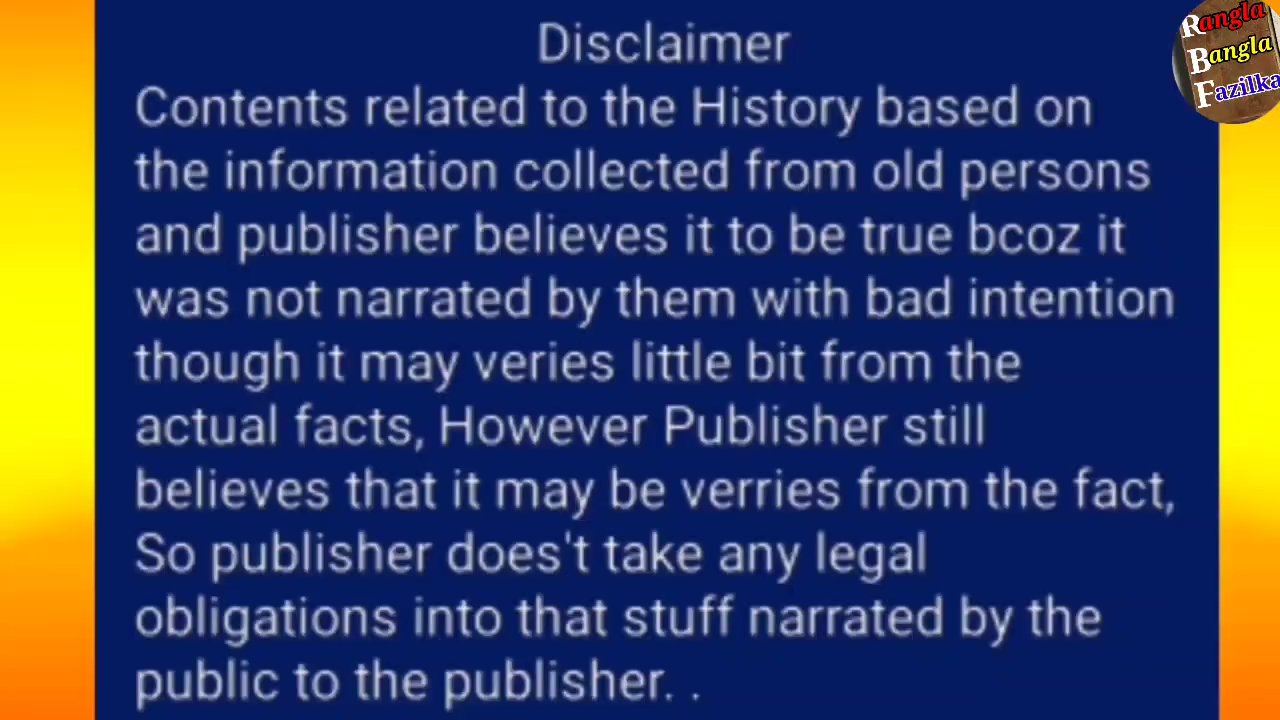 Disclaimer
Contents related to the History based on
the information collected from old persons
and publisher believes it to be true bcoz it
was not narrated by them with bad intention
though it may veries little bit from the
actual facts, However Publisher still
believes that it may be verries from the fact,
So publisher does't take any legal
obligations into that stuff narrated by the
public to the publisher. .
Rangla
Bangla
Fazilka